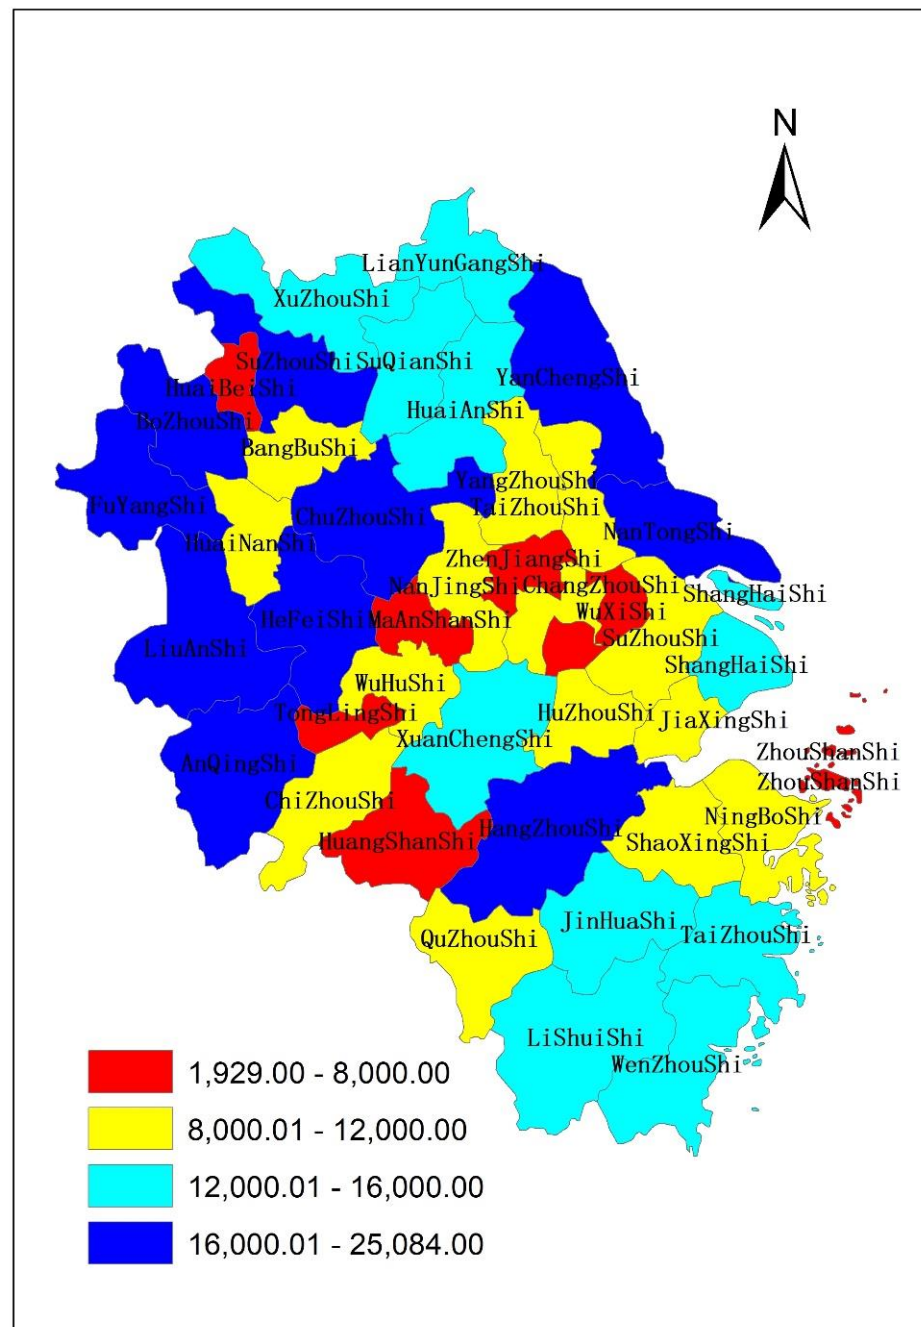 N
LianYunGangShi
XuZhouShi
SuZhouShi
SuQianShi
YanChengShi
HuaiBeiShi
HuaiAnShi
BoZhouShi
BangBuShi
YangZhouShi
FuYangShi
TaiZhouShi
ChuZhouShi
NanTongShi
HuaiNanShi
ZhenJiangShi
NanJingShi
ChangZhouShi
ShangHaiShi
WuXiShi
HeFeiShi
MaAnShanShi
SuZhouShi
LiuAnShi
ShangHaiShi
WuHuShi
TongLingShi
HuZhouShi
JiaXingShi
XuanChengShi
ZhouShanShi
AnQingShi
ZhouShanShi
ChiZhouShi
NingBoShi
HangZhouShi
HuangShanShi
ShaoXingShi
JinHuaShi
QuZhouShi
TaiZhouShi
LiShuiShi
WenZhouShi
1,929.00 - 8,000.00
8,000.01 - 12,000.00
12,000.01 - 16,000.00
16,000.01 - 25,084.00